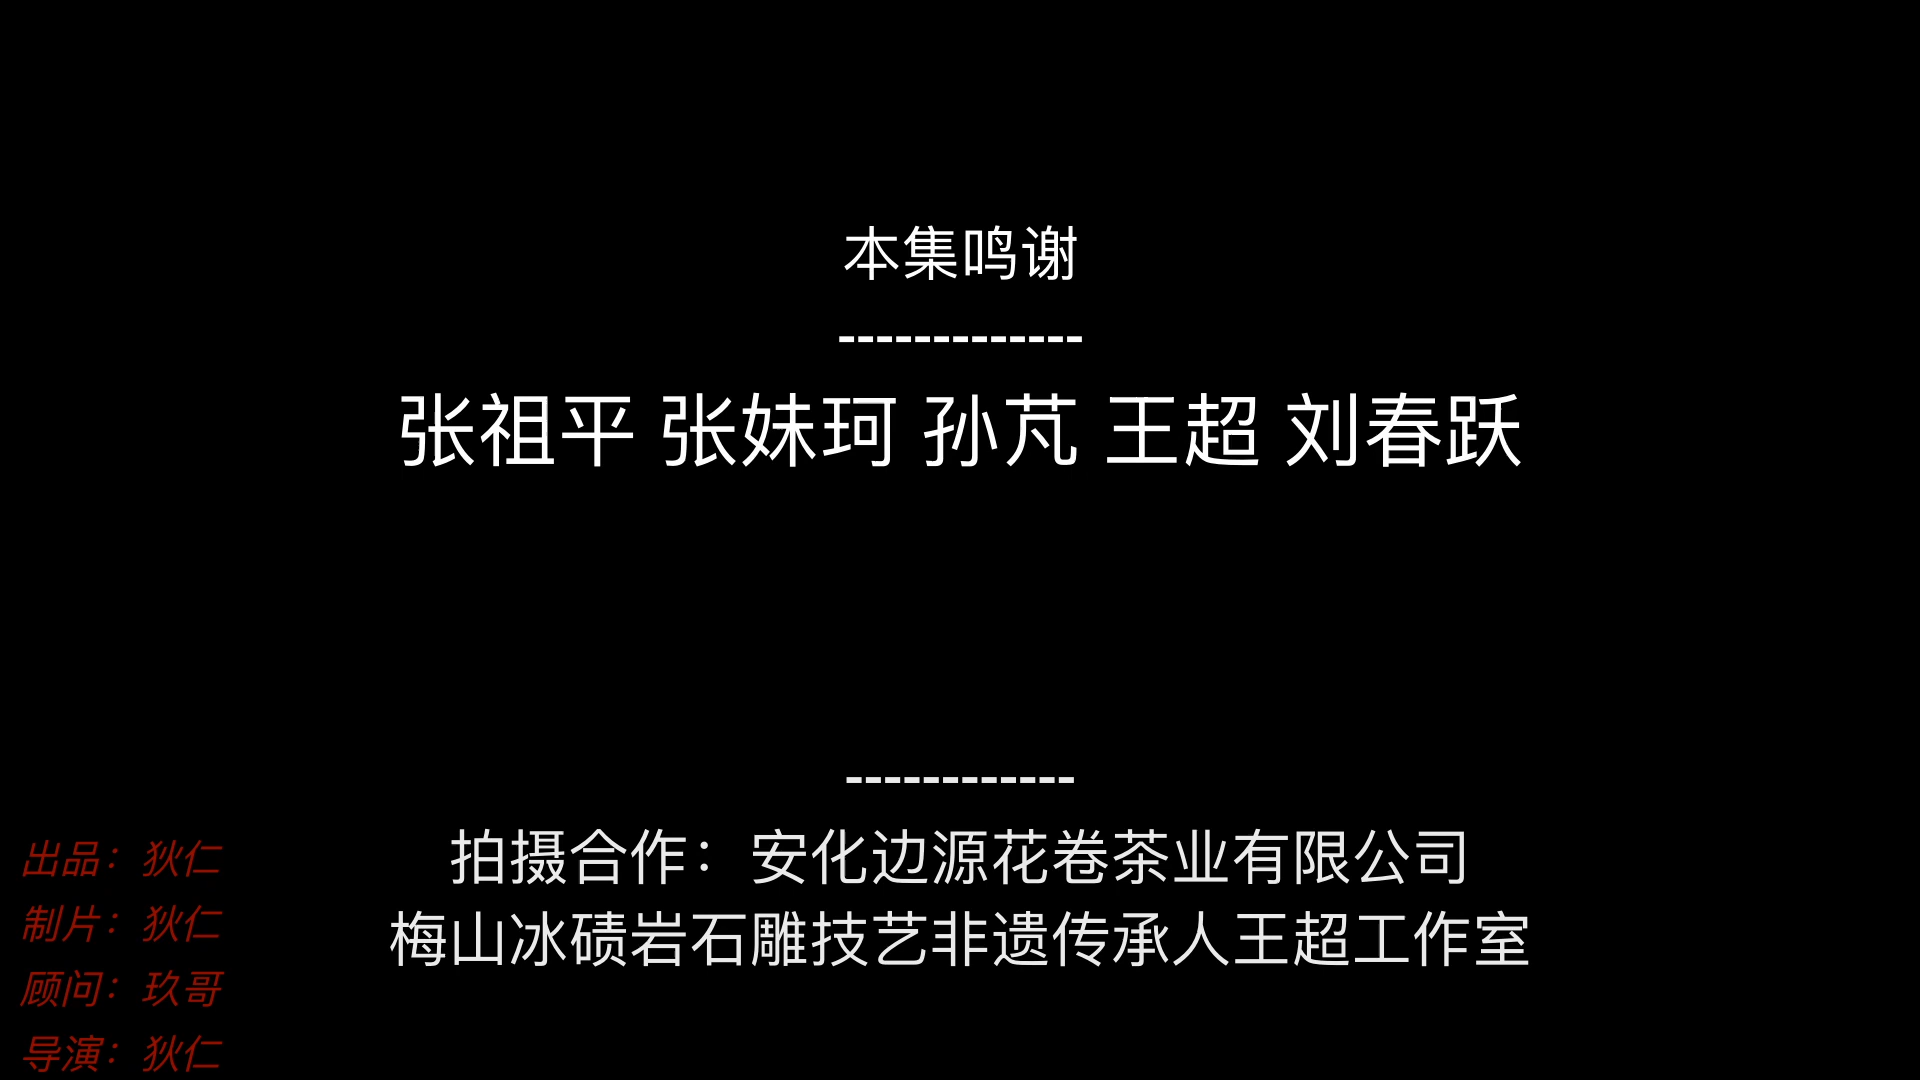 本集鸣谢
-------------
张祖平 张妹珂 孙芃 王超 刘春跃
------------
拍摄合作：安化边源花卷茶业有限公司
梅山冰碛岩石雕技艺非遗传承人王超工作室
出品：狄仁
制片：狄仁
顾问：玖哥
导演：狄仁